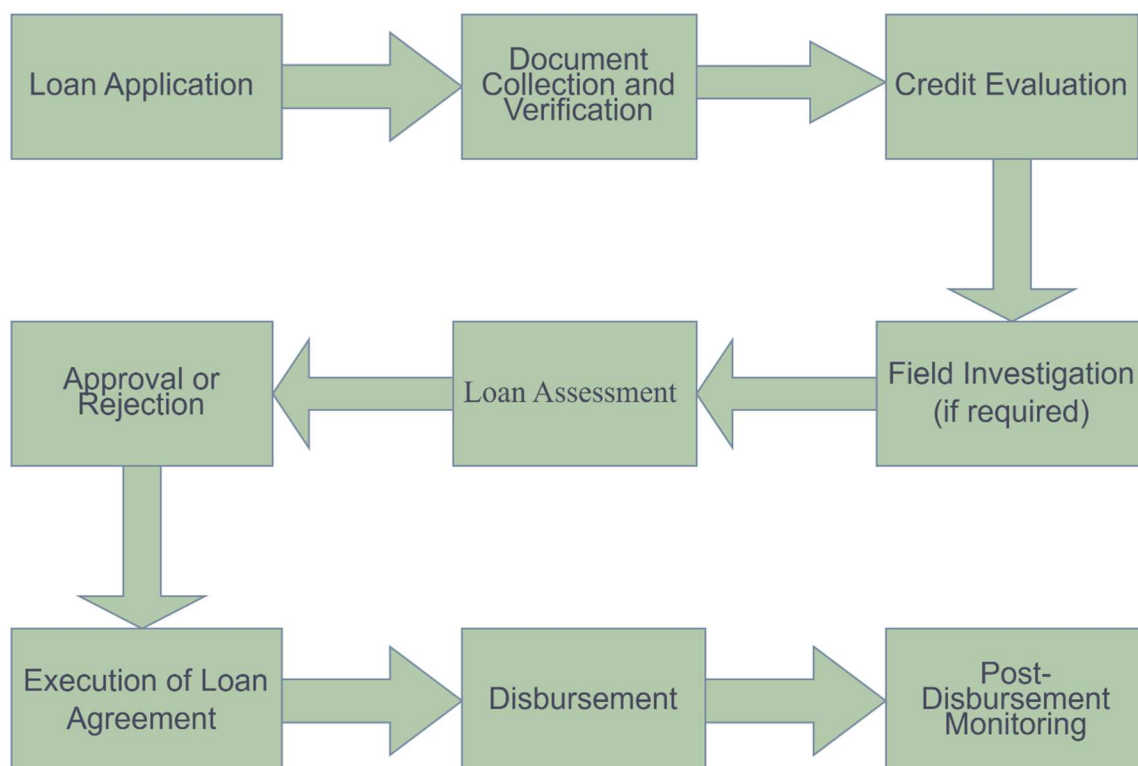 Loan Application
Document
Collection and
Verification
Credit Evaluation
Field Investigation
(if required)
Loan Assessment
Approval or
Rejection
Execution of Loan
Agreement
Disbursement
Post-
Disbursement
Monitoring